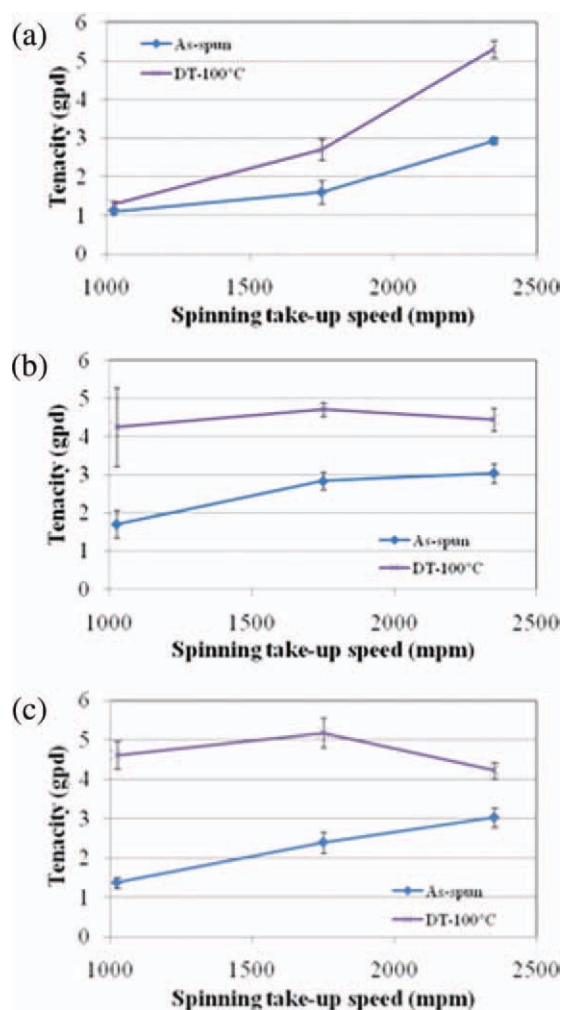 (a)
6
5
4
3
2
1
0
Tenacity (gpd)
As-spun
DT-100°C
1000 1500 2000 2500
Spinning take-up speed (mpm)
(b)
6
5
4
3
2
1
0
Tenacity (gpd)
As-spun
DT-100°C
1000 1500 2000 2500
Spinning take-up speed (mpm)
(c)
6
5
4
3
2
1
0
Tenacity (gpd)
As-spun
DT-100°C
1000 1500 2000 2500
Spinning take-up speed (mpm)